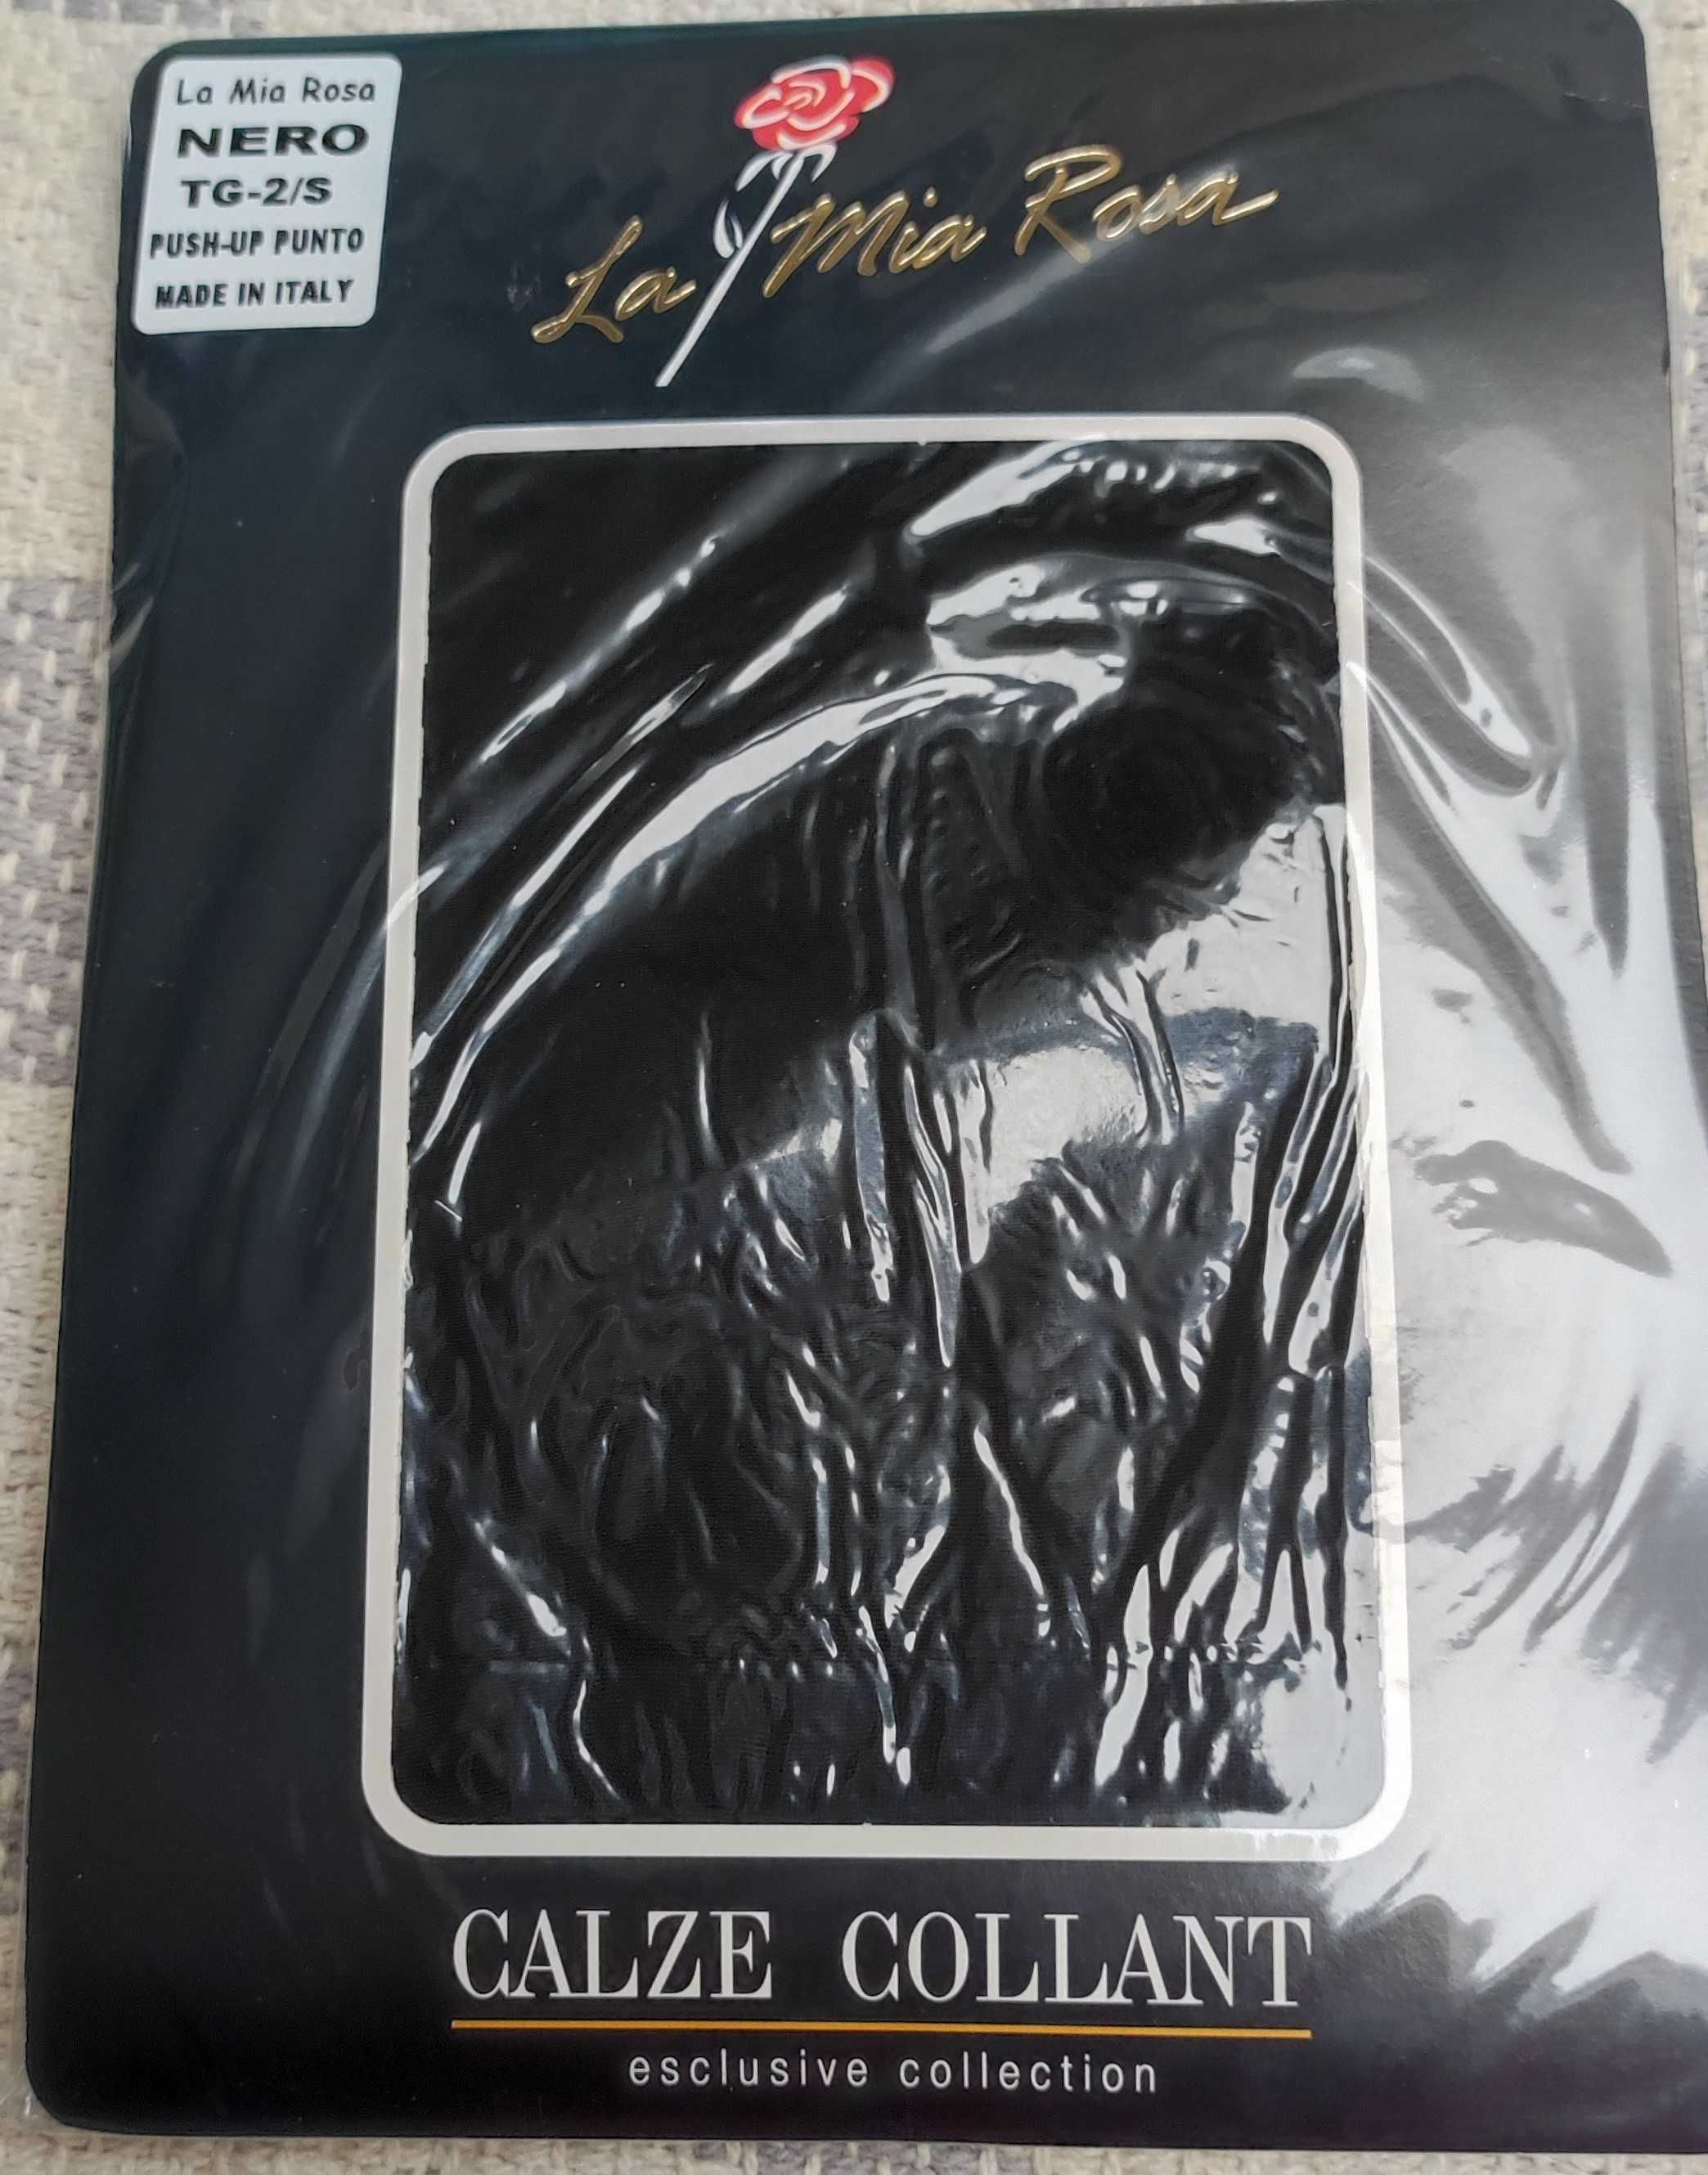 La Mia Rosa
NERO
TG-2/S
PUSH-UP PUNTO
MADE IN ITALY
La Mia Rosa
CALZE COLLANT
esclusive collection